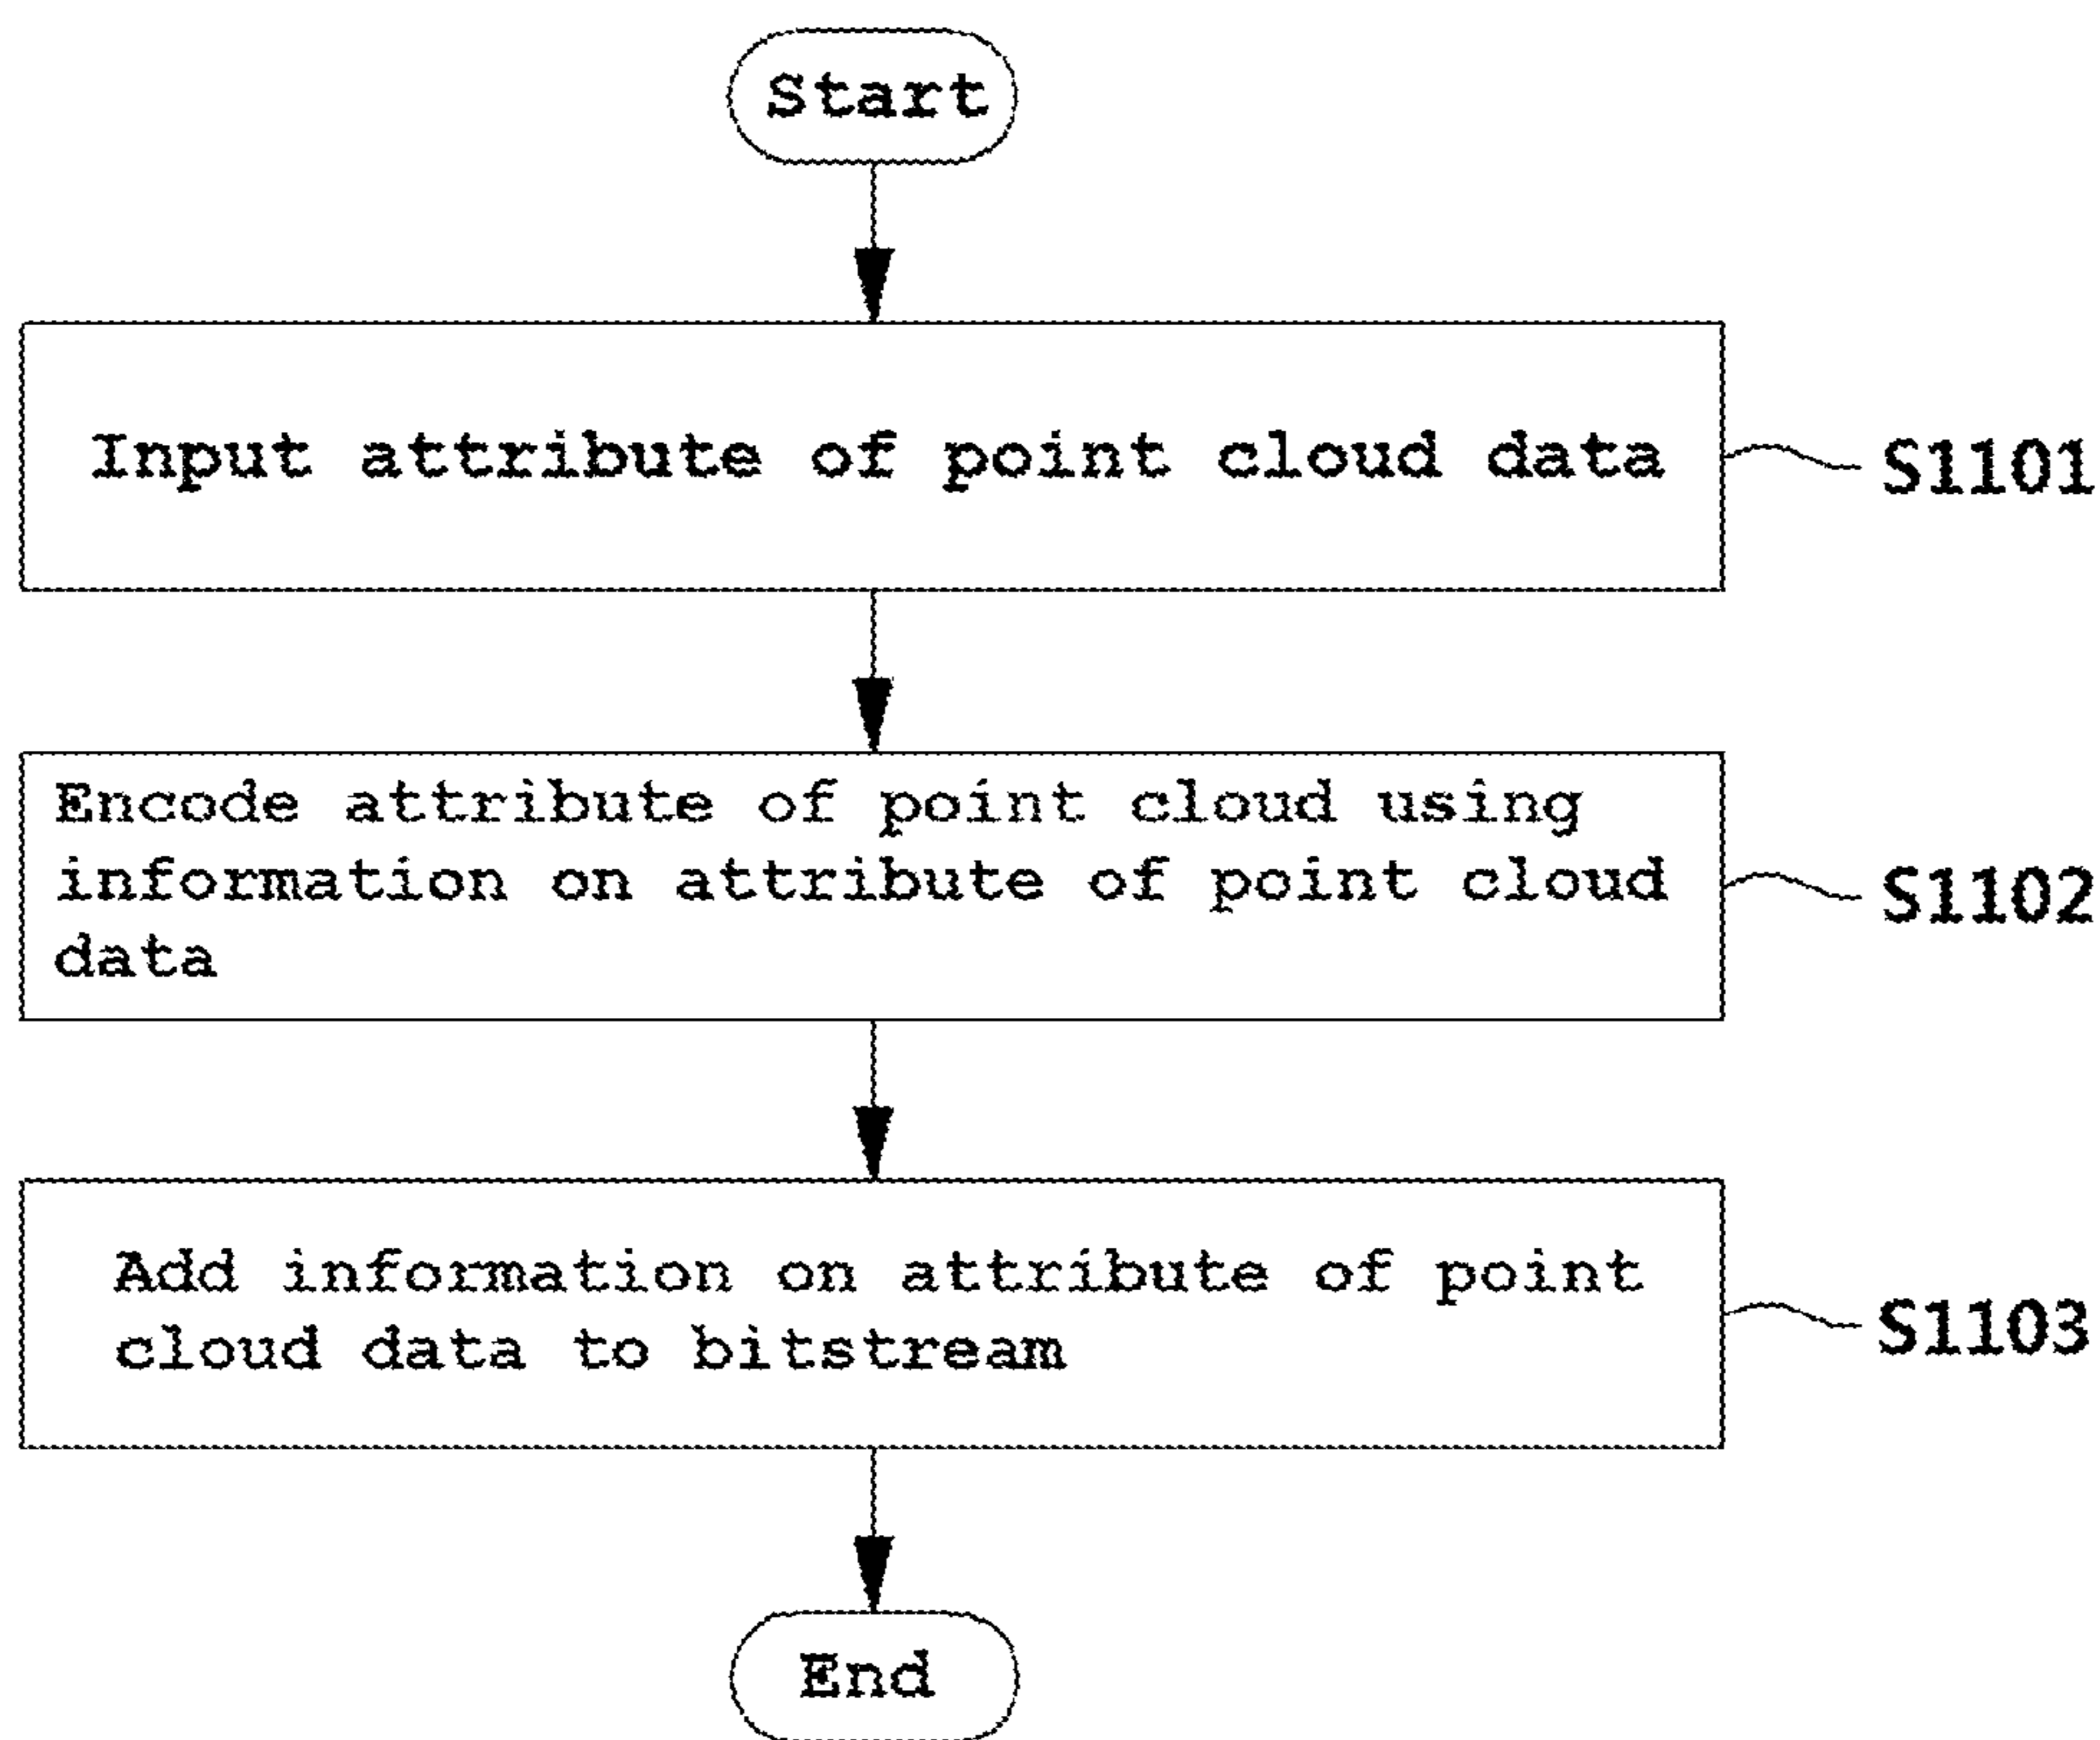 Start
Input attribute of point cloud data
S1101
Encode attribute of point cloud using
information on attribute of point cloud
data
S1102
Add information on attribute of point
cloud data to bitstream
S1103
End